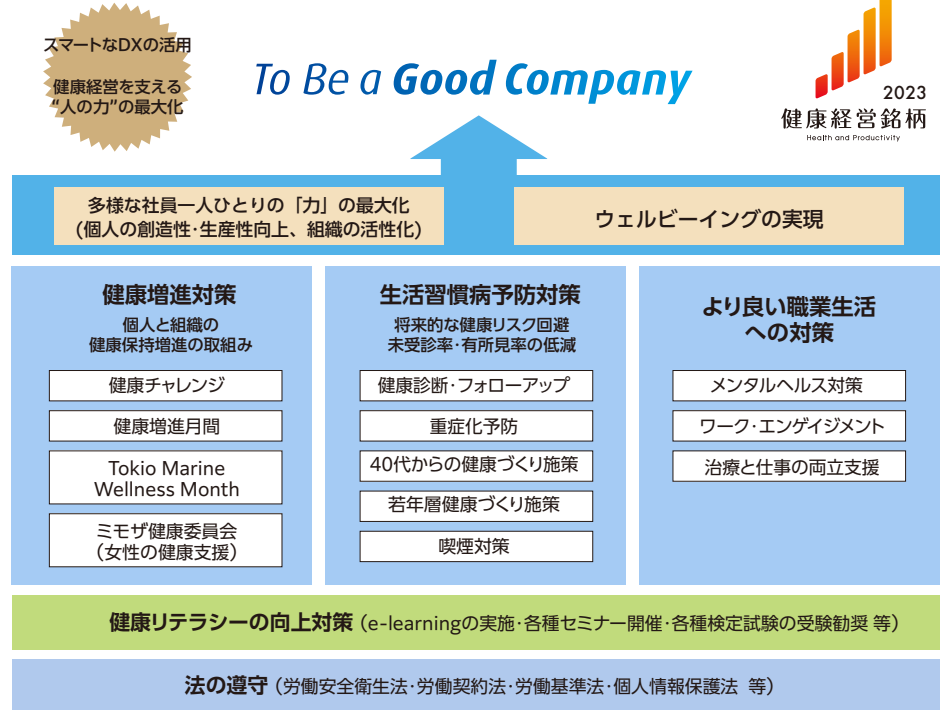 スマートなDXの活用
健康経営を支える
“人の力”の最大化
To Be a Good Company
2023
健康経営銘柄
Health and Productivity
多様な社員一人ひとりの「力」の最大化
(個人の創造性・生産性向上、組織の活性化)
ウェルビーイングの実現
健康増進対策
個人と組織の
健康保持増進の取組み
健康チャレンジ
健康増進月間
Tokio Marine
Wellness Month
ミモザ健康委員会
(女性の健康支援)
生活習慣病予防対策
将来的な健康リスク回避
未受診率・有所見率の低減
健康診断・フォローアップ
重症化予防
40代からの健康づくり施策
若年層健康づくり施策
喫煙対策
より良い職業生活
への対策
メンタルヘルス対策
ワーク・エンゲイジメント
治療と仕事の両立支援
健康リテラシーの向上対策 (e-learningの実施・各種セミナー開催・各種検定試験の受験勧奨 等)
法の遵守 (労働安全衛生法・労働契約法・労働基準法・個人情報保護法 等)